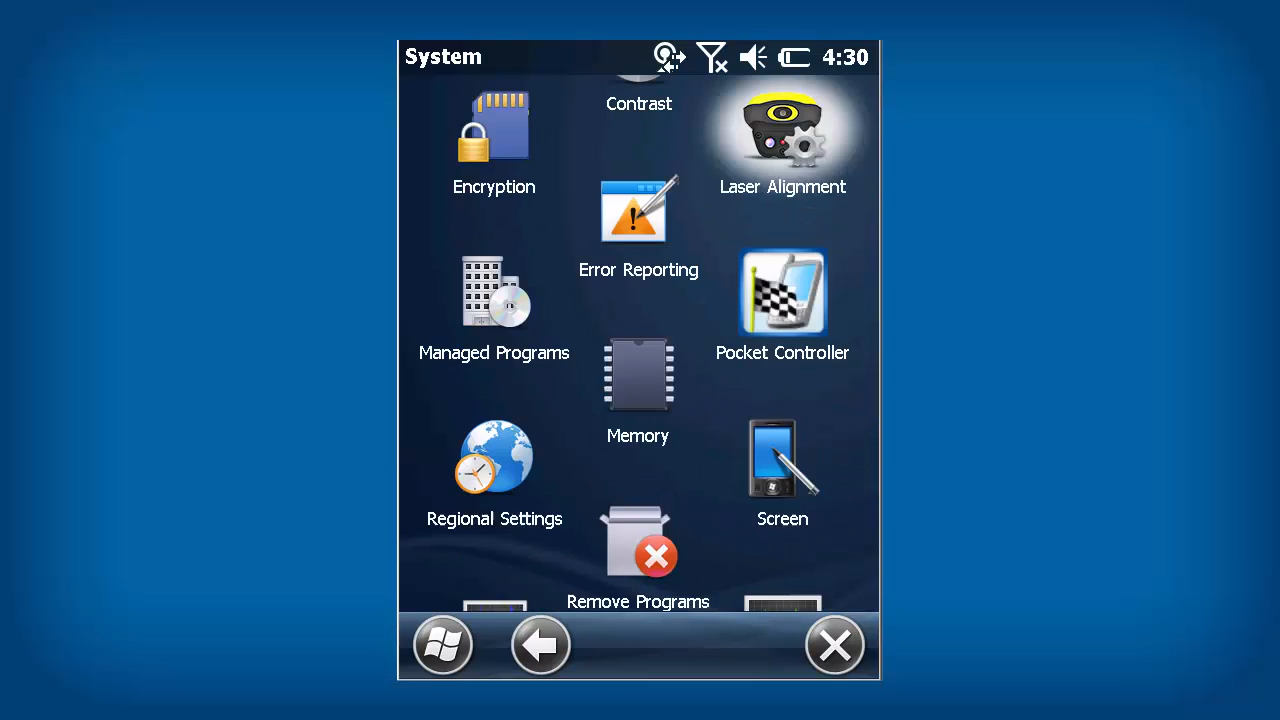 System
4:30
Contrast
Encryption
Laser Alignment
Error Reporting
Managed Programs
Pocket Controller
Memory
Regional Settings
Screen
Remove Programs